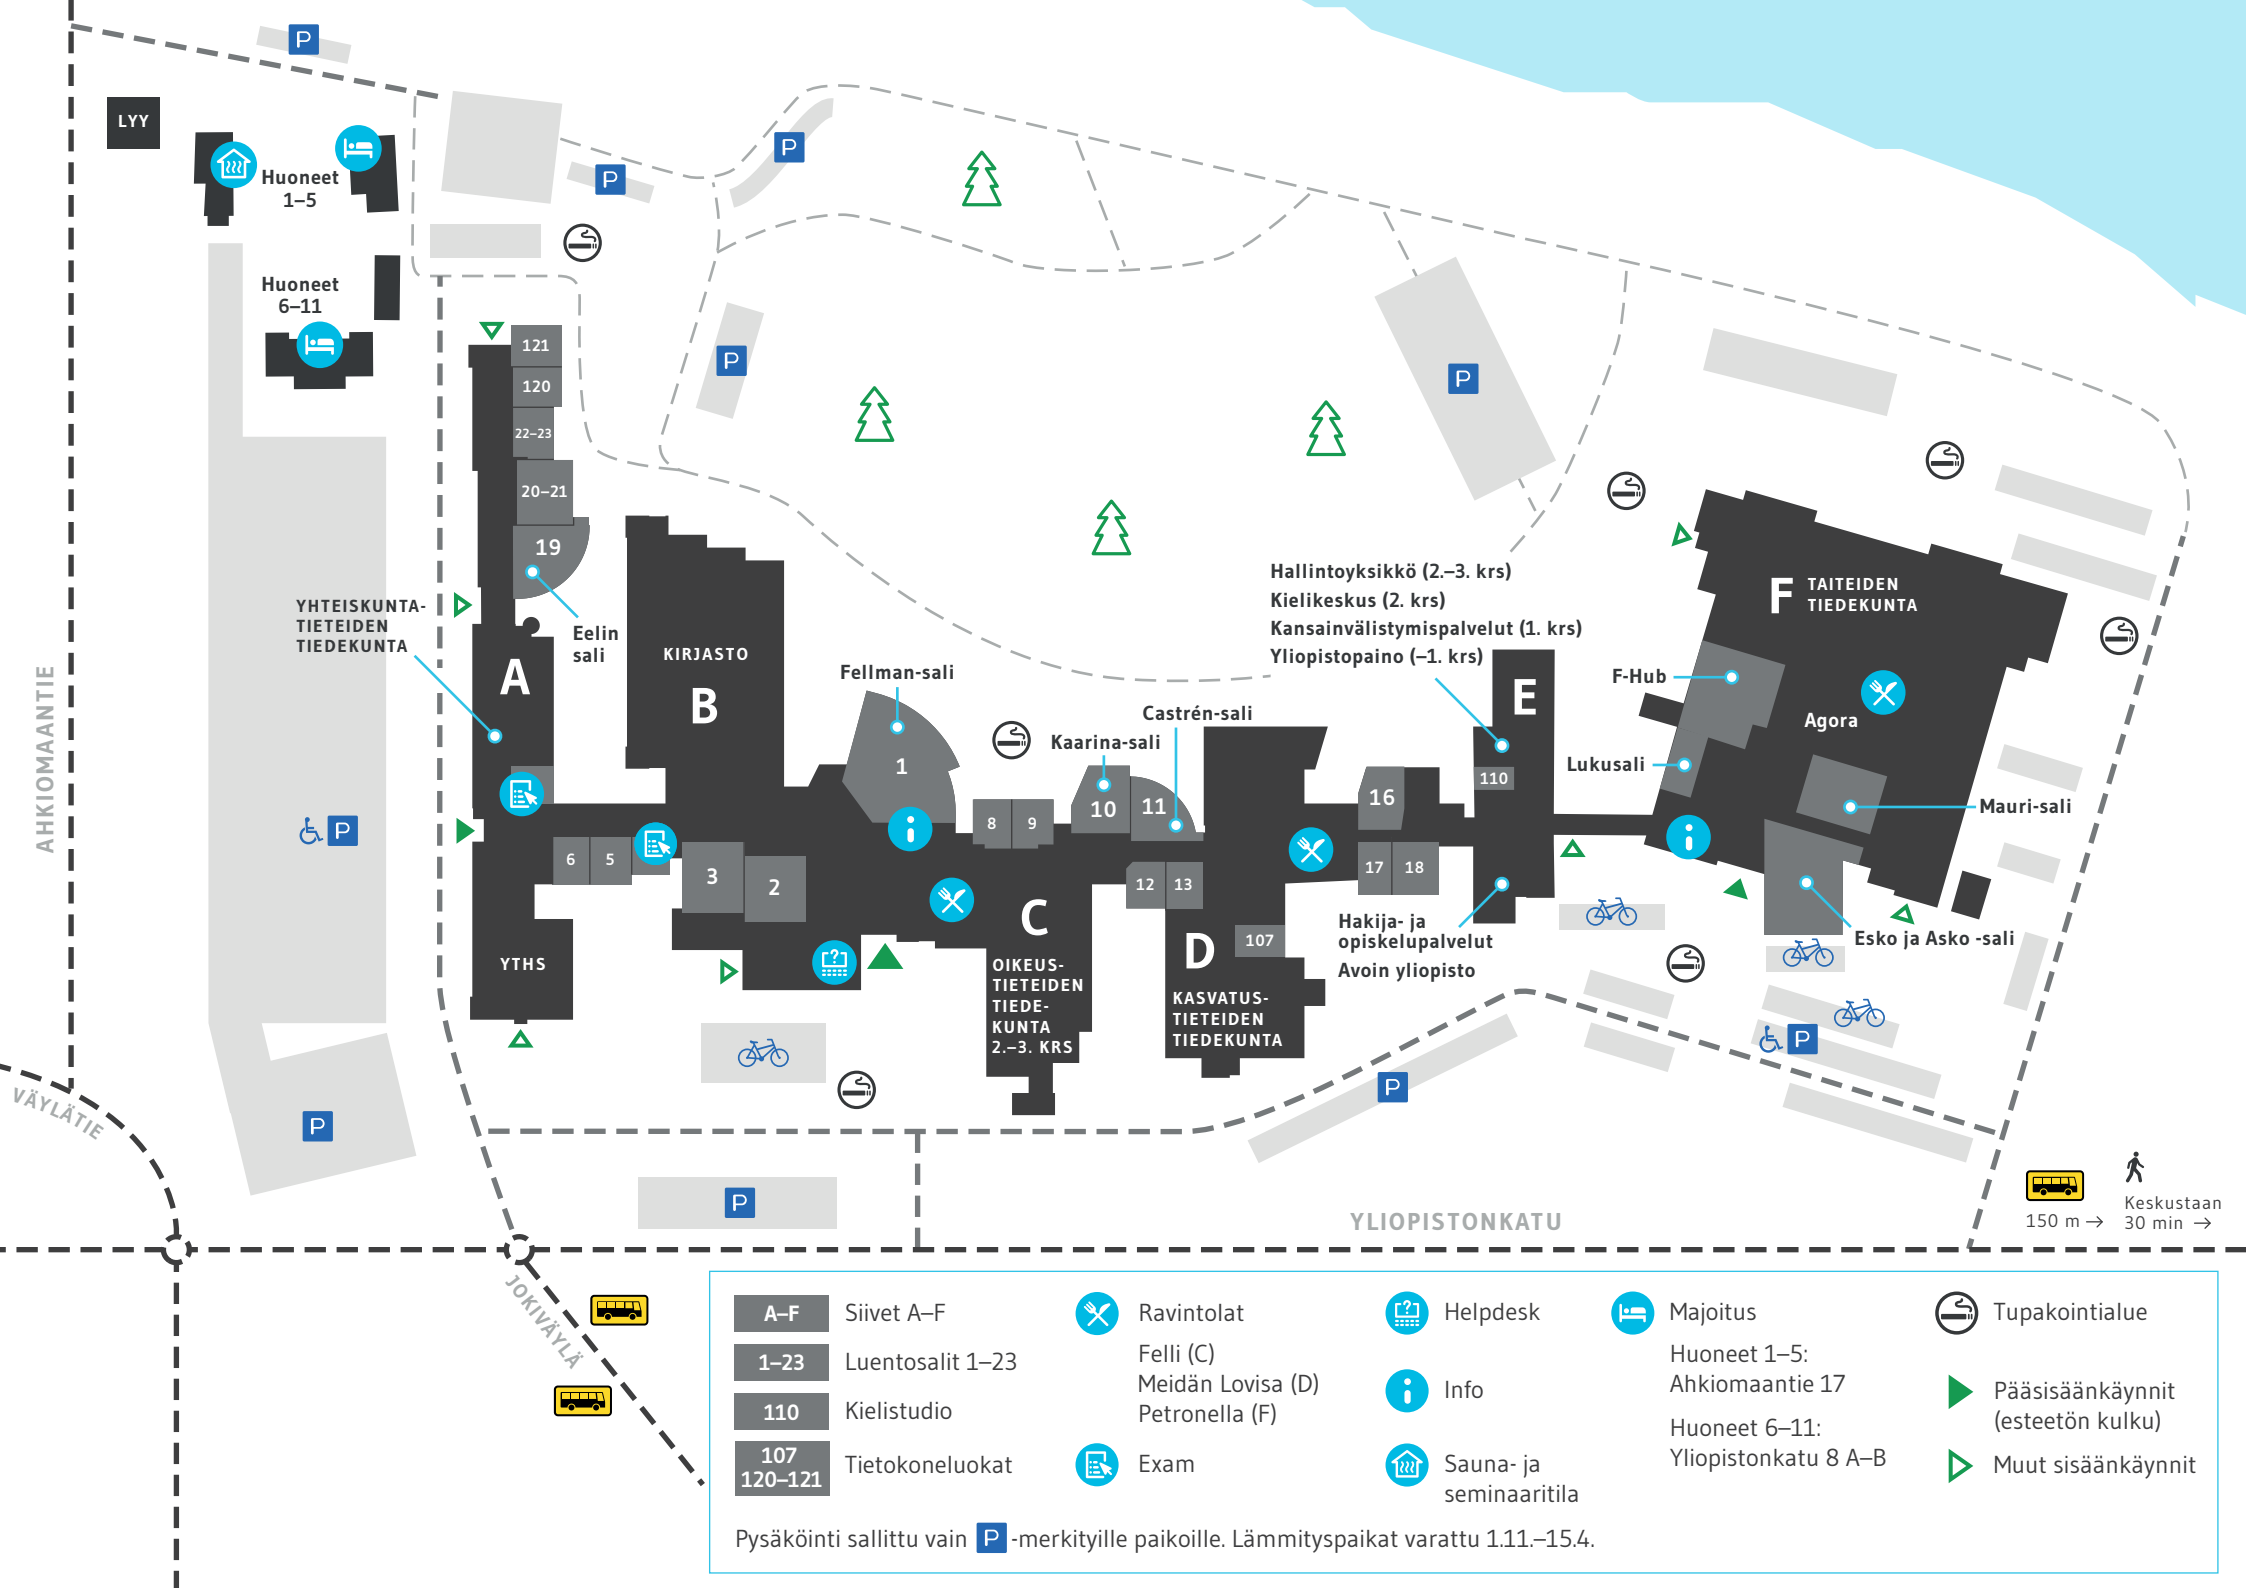 P
LYY
Huoneet
1–5
P
P
Huoneet
6–11
121
120
22–23
20–21
19
P
P
YHTEISKUNTA-
TIETEIDEN
TIEDEKUNTA
Eelin
sali
A
KIRJASTO
B
Fellman-sali
1
Castrén-sali
Kaarina-sali
10
11
8
9
Hallintoyksikkö (2.–3. krs)
Kielikeskus (2. krs)
Kansainvälistymispalvelut (1. krs)
Yliopistopaino (–1. krs)
E
110
16
F
TAITEIDEN
TIEDEKUNTA
F-Hub
Agora
Lukusali
Mauri-sali
AHKIOMAANTIE
P
6
5
3
2
12
13
17
18
C
OIKEUS-
TIETEIDEN
TIEDE-
KUNTA
2.–3. KRS
D
107
KASVATUS-
TIETEIDEN
TIEDEKUNTA
Hakija- ja
opiskelupalvelut
Avoin yliopisto
Esko ja Asko -sali
YTHS
P
P
VÄYLÄTIE
P
P
YLIOPISTONKATU
150 m →
Keskustaan
30 min →
JOKIVÄYLÄ
A–F
Siivet A–F
1–23
Luentosalit 1–23
110
Kielistudio
107
120–121
Tietokoneluokat
Ravintolat
Felli (C)
Meidän Lovisa (D)
Petronella (F)
Exam
Helpdesk
Info
Sauna- ja
seminaaritila
Majoitus
Huoneet 1–5:
Ahkiomaantie 17
Huoneet 6–11:
Yliopistonkatu 8 A–B
Tupakointialue
Pääsisäänkäynnit
(esteetön kulku)
Muut sisäänkäynnit
Pysäköinti sallittu vain P -merkityille paikoille. Lämmityspaikat varattu 1.11.–15.4.